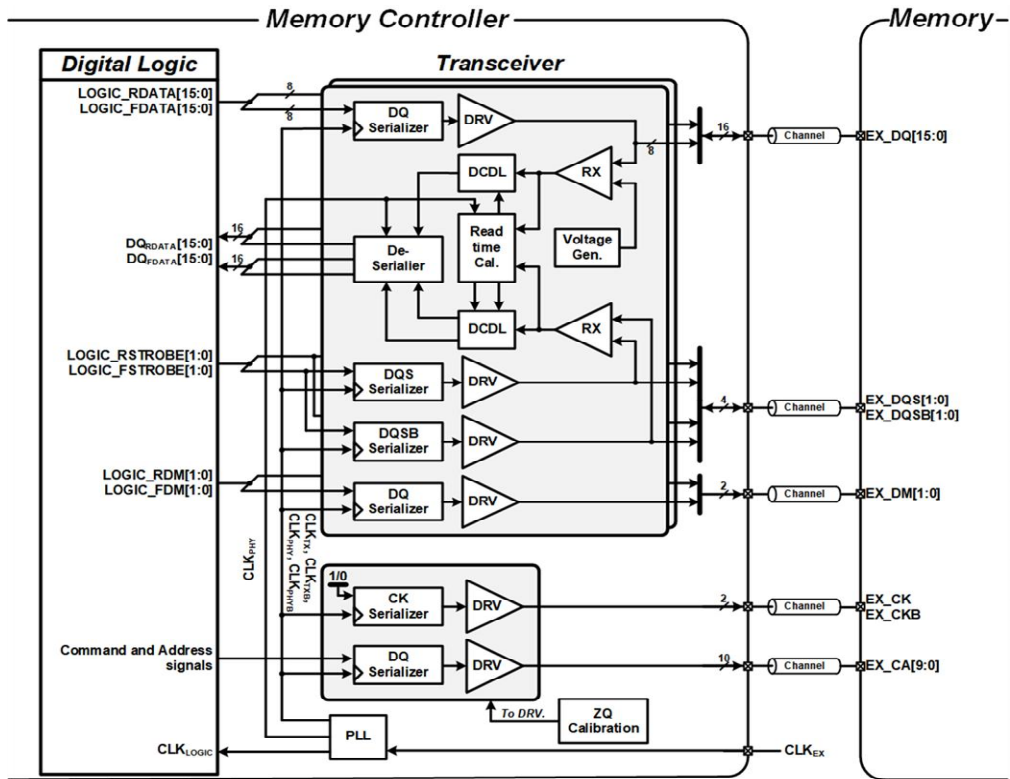 Memory Controller
Memory
Digital Logic
Transceiver
LOGIC_RDATA[15:0]
LOGIC_FDATA[15:0]
8
8
DQ
Serializer
DRV
8
16
Channel
EX_DQ[15:0]
DCDL
RX
Read
time
Cal.
Voltage
Gen.
16
DQRDATA[15:0]
DQFDATA[15:0]
16
De-
Serialier
DCDL
RX
LOGIC_RSTROBE[1:0]
LOGIC_FSTROBE[1:0]
DQS
Serializer
DRV
4
Channel
EX_DQS[1:0]
EX_DQSB[1:0]
DQSB
Serializer
DRV
LOGIC_RDM[1:0]
LOGIC_FDM[1:0]
DQ
Serializer
DRV
2
Channel
EX_DM[1:0]
CLKPHY
CLKTX, CLKTXB,
CLKPHY, CLKPHYB
1/0
CK
Serializer
DRV
2
Channel
EX_CK
EX_CKB
Command and Address
signals
DQ
Serializer
DRV
10
Channel
EX_CA[9:0]
To DRV.
ZQ
Calibration
PLL
CLKLOGIC
CLKEX